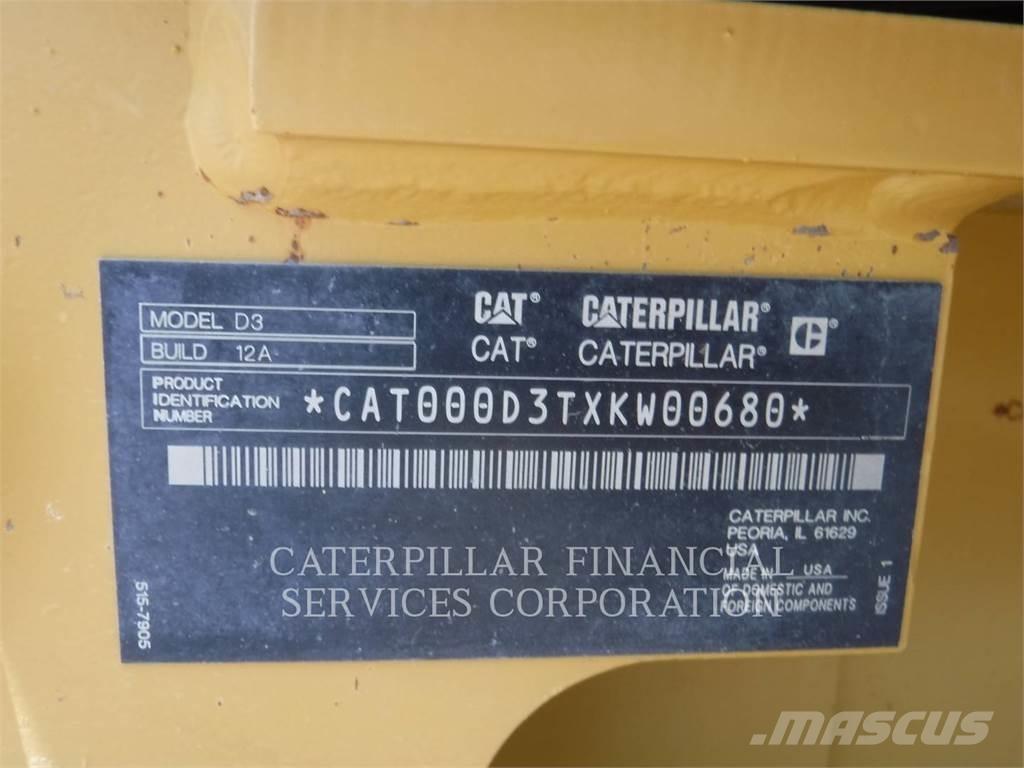 MODEL D3
BUILD 12A
CAT® CATERPILLAR®
CAT® CATERPILLAR®
C®
PRODUCT
IDENTIFICATION
NUMBER
*CAT000D3TXKW00680*
CATERPILLAR INC.
PEORIA, IL 61629
USA
MADE IN USA
OF DOMESTIC AND
FOREIGN COMPONENTS
515-7905
ISSUE 1
CATERPILLAR FINANCIAL
SERVICES CORPORATION
MASCUS